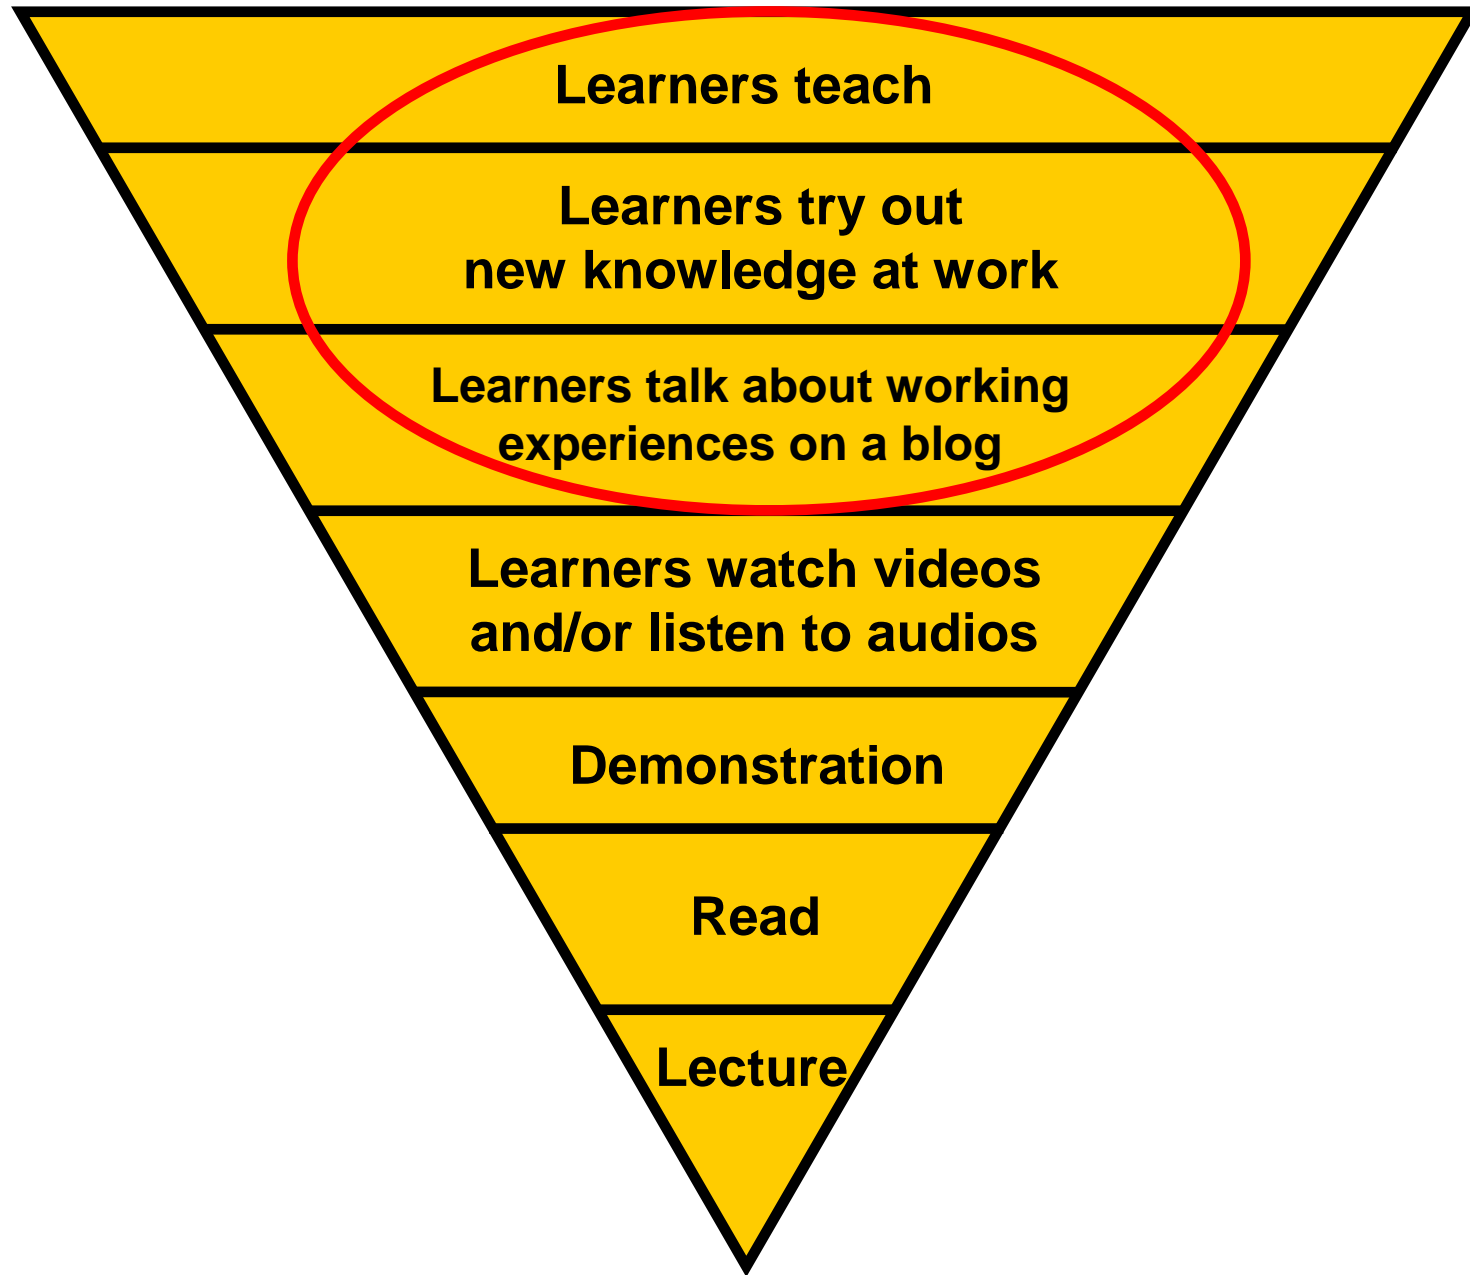 Learners teach
Learners try out
new knowledge at work
Learners talk about working
experiences on a blog
Learners watch videos
and/or listen to audios
Demonstration
Read
Lecture